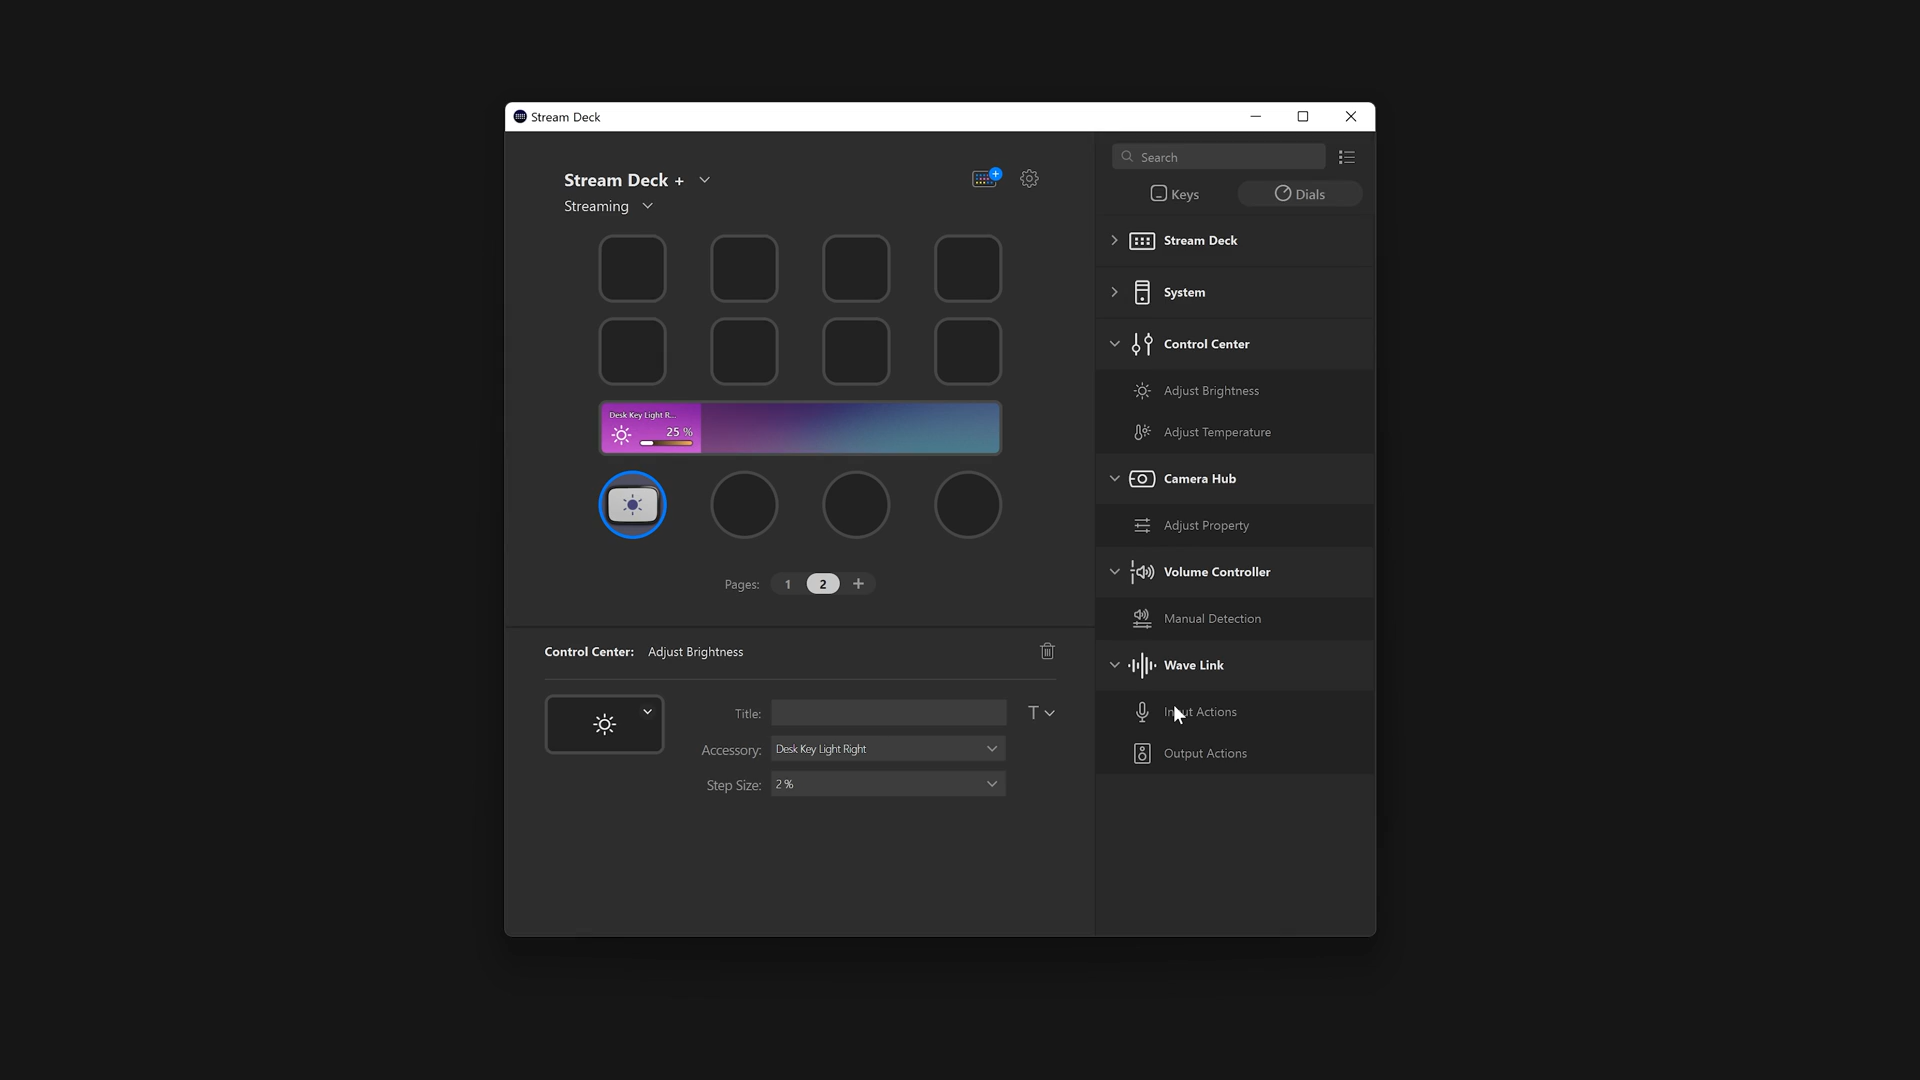 Stream Deck
Stream Deck +
Streaming
Search
Keys
Dials
Stream Deck
System
Control Center
Adjust Brightness
Adjust Temperature
Camera Hub
Adjust Property
Volume Controller
Manual Detection
Wave Link
Input Actions
Output Actions
Desk Key Light R...
25 %
Pages: 1 2 +
Control Center: Adjust Brightness
Title:
T
Accessory: Desk Key Light Right
Step Size: 2 %